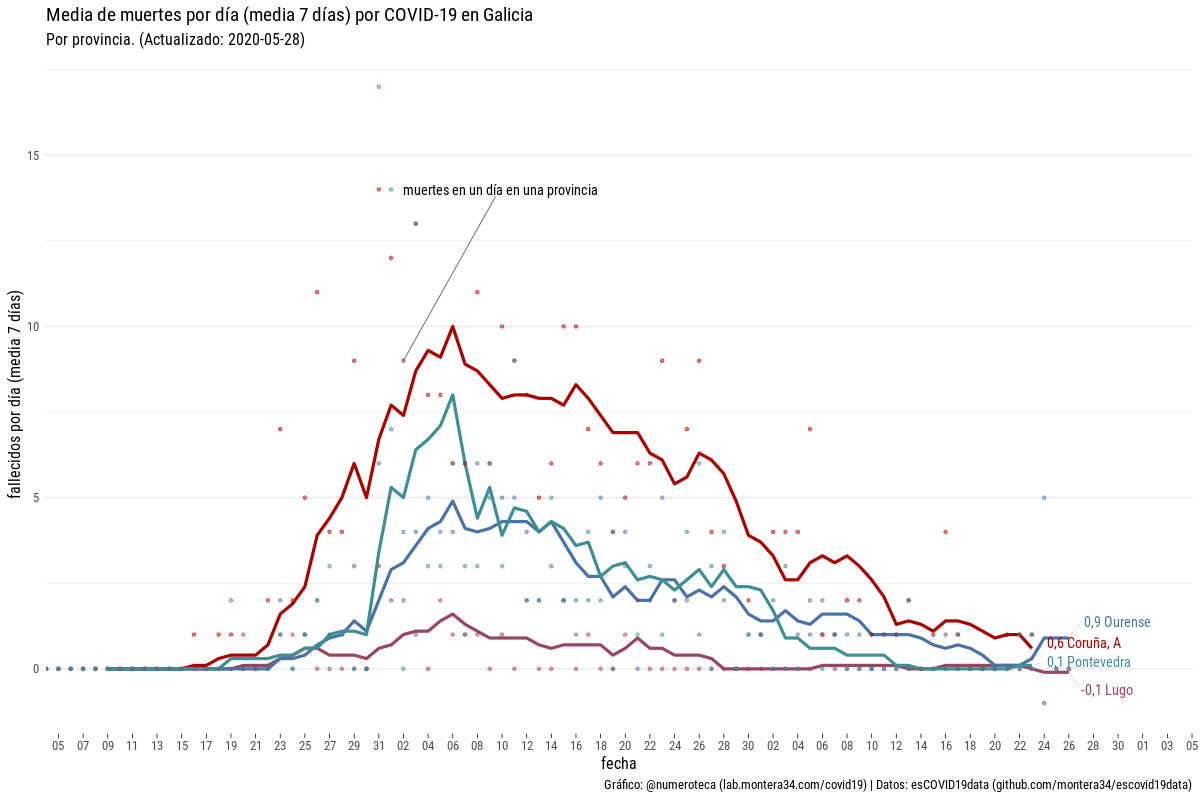 Media de muertes por día (media 7 días) por COVID-19 en Galicia
Por provincia. (Actualizado: 2020-05-28)
fallecidos por día (media 7 días)
15
10
5
0
muertes en un día en una provincia
0,9 Ourense
0,6 Coruña, A
0,1 Pontevedra
-0,1 Lugo
05 07 09 11 13 15 17 19 21 23 25 27 29 31 02 04 06 08 10 12 14 16 18 20 22 24 26 28 30 02 04 06 08 10 12 14 16 18 20 22 24 26 28 30 01 03 05
fecha
Gráfico: @numeroteca (lab.montera34.com/covid19) | Datos: esCOVID19data (github.com/montera34/escovid19data)